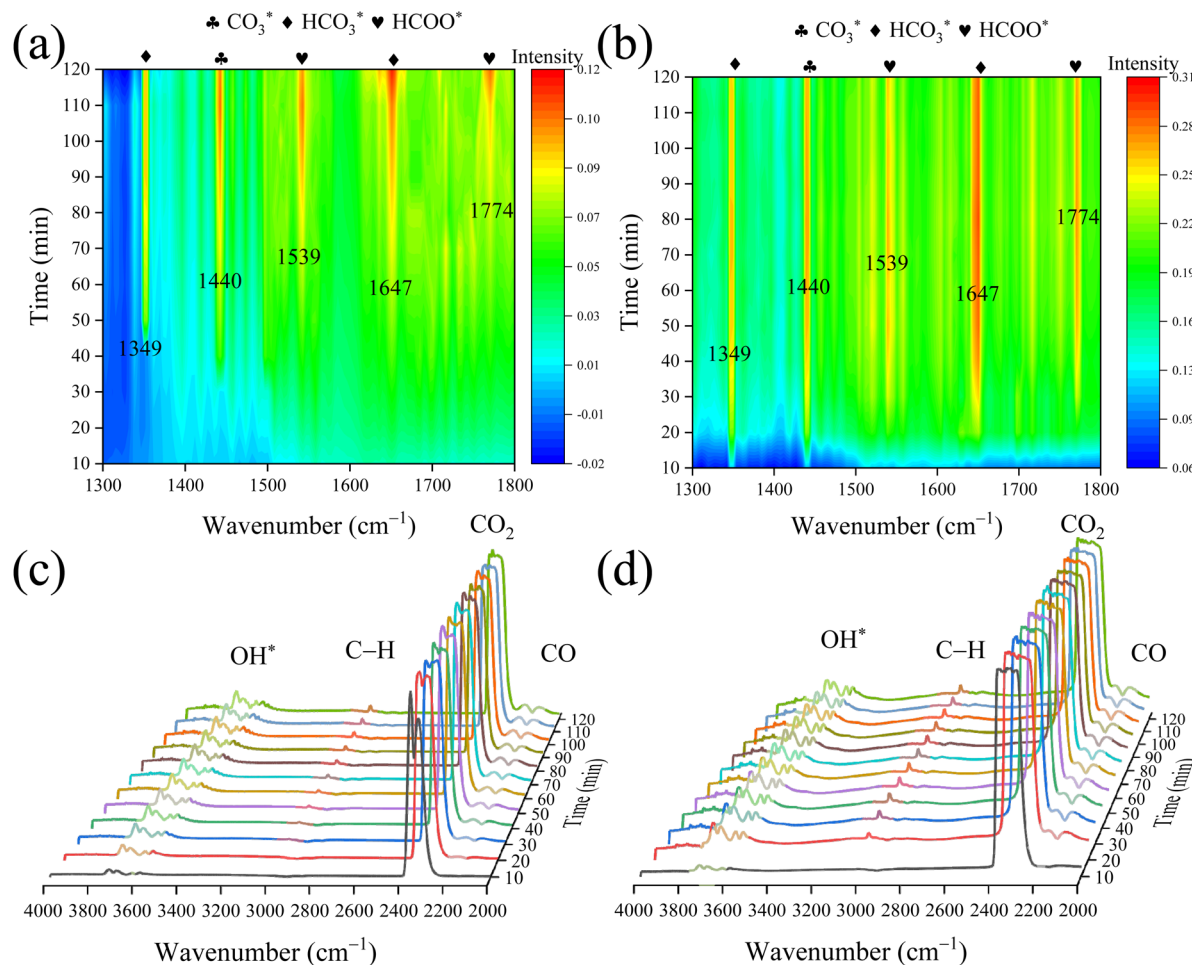 (a)
♣ CO₃* ♦ HCO₃* ♥ HCOO*
Intensity
♦ ♣ ♥ ♦ ♥
120
110
100
90
80
70
60
50
40
30
20
10
Time (min)
1349
1440
1539
1647
1774
0.12
0.10
0.09
0.07
0.05
0.04
0.02
0.01
-0.01
-0.02
1300 1400 1500 1600 1700 1800
Wavenumber (cm⁻¹)
(b)
♣ CO₃* ♦ HCO₃* ♥ HCOO*
Intensity
♦ ♣ ♥ ♦ ♥
120
110
100
90
80
70
60
50
40
30
20
10
Time (min)
1349
1440
1539
1647
1774
0.31
0.28
0.25
0.22
0.19
0.16
0.13
0.09
0.06
1300 1400 1500 1600 1700 1800
Wavenumber (cm⁻¹)
(c)
CO₂
OH*
C–H
CO
120
110
100
90
80
70
60
50
40
30
20
10
Time (min)
4000 3800 3600 3400 3200 3000 2800 2600 2400 2200 2000
Wavenumber (cm⁻¹)
(d)
CO₂
OH*
C–H
CO
120
110
100
90
80
70
60
50
40
30
20
10
Time (min)
4000 3800 3600 3400 3200 3000 2800 2600 2400 2200 2000
Wavenumber (cm⁻¹)